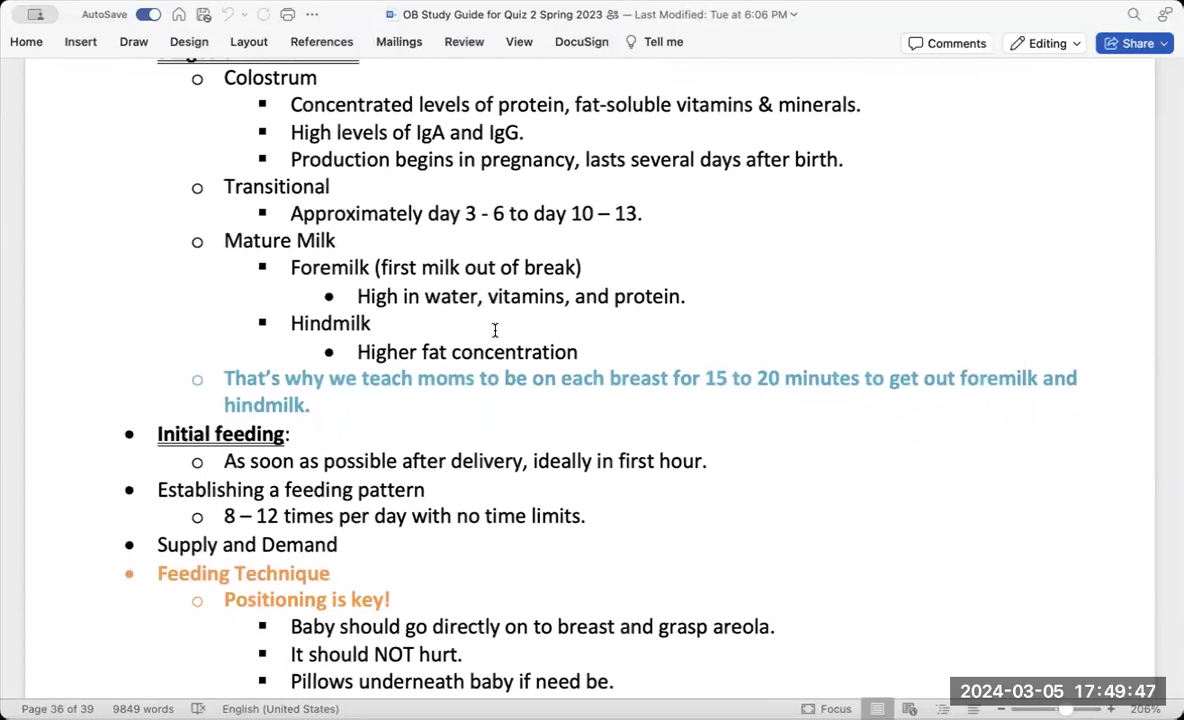 AutoSave
OB Study Guide for Quiz 2 Spring 2023
— Last Modified: Tue at 6:06 PM
Home Insert Draw Design Layout References Mailings Review View DocuSign Tell me
Comments Editing Share
Colostrum
Concentrated levels of protein, fat-soluble vitamins & minerals.
High levels of IgA and IgG.
Production begins in pregnancy, lasts several days after birth.
Transitional
Approximately day 3 - 6 to day 10 – 13.
Mature Milk
Foremilk (first milk out of break)
High in water, vitamins, and protein.
Hindmilk
Higher fat concentration
That’s why we teach moms to be on each breast for 15 to 20 minutes to get out foremilk and
hindmilk.
Initial feeding:
As soon as possible after delivery, ideally in first hour.
Establishing a feeding pattern
8 – 12 times per day with no time limits.
Supply and Demand
Feeding Technique
Positioning is key!
Baby should go directly on to breast and grasp areola.
It should NOT hurt.
Pillows underneath baby if need be.
2024-03-05 17:49:47
Page 36 of 39 9849 words English (United States) Focus 206%